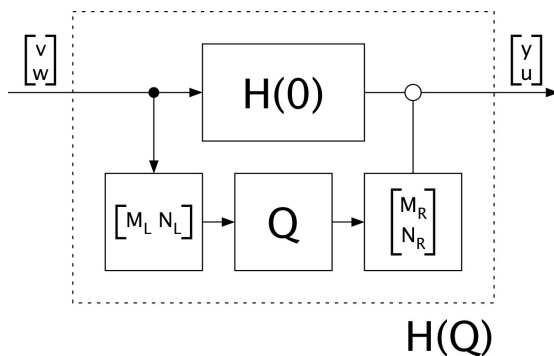 [v w]
[y u]
H(0)
[M_L N_L]
Q
[M_R N_R]
H(Q)